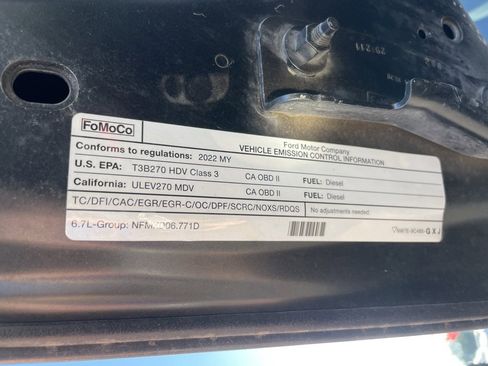 FoMoCo
Ford Motor Company
VEHICLE EMISSION CONTROL INFORMATION
Conforms to regulations: 2022 MY
U.S. EPA: T3B270 HDV Class 3 CA OBD II FUEL: Diesel
California: ULEV270 MDV CA OBD II FUEL: Diesel
TC/DFI/CAC/EGR/EGR-C/OC/DPF/SCRC/NOXS/RDQS No adjustments needed.
6.7L-Group: GXJ